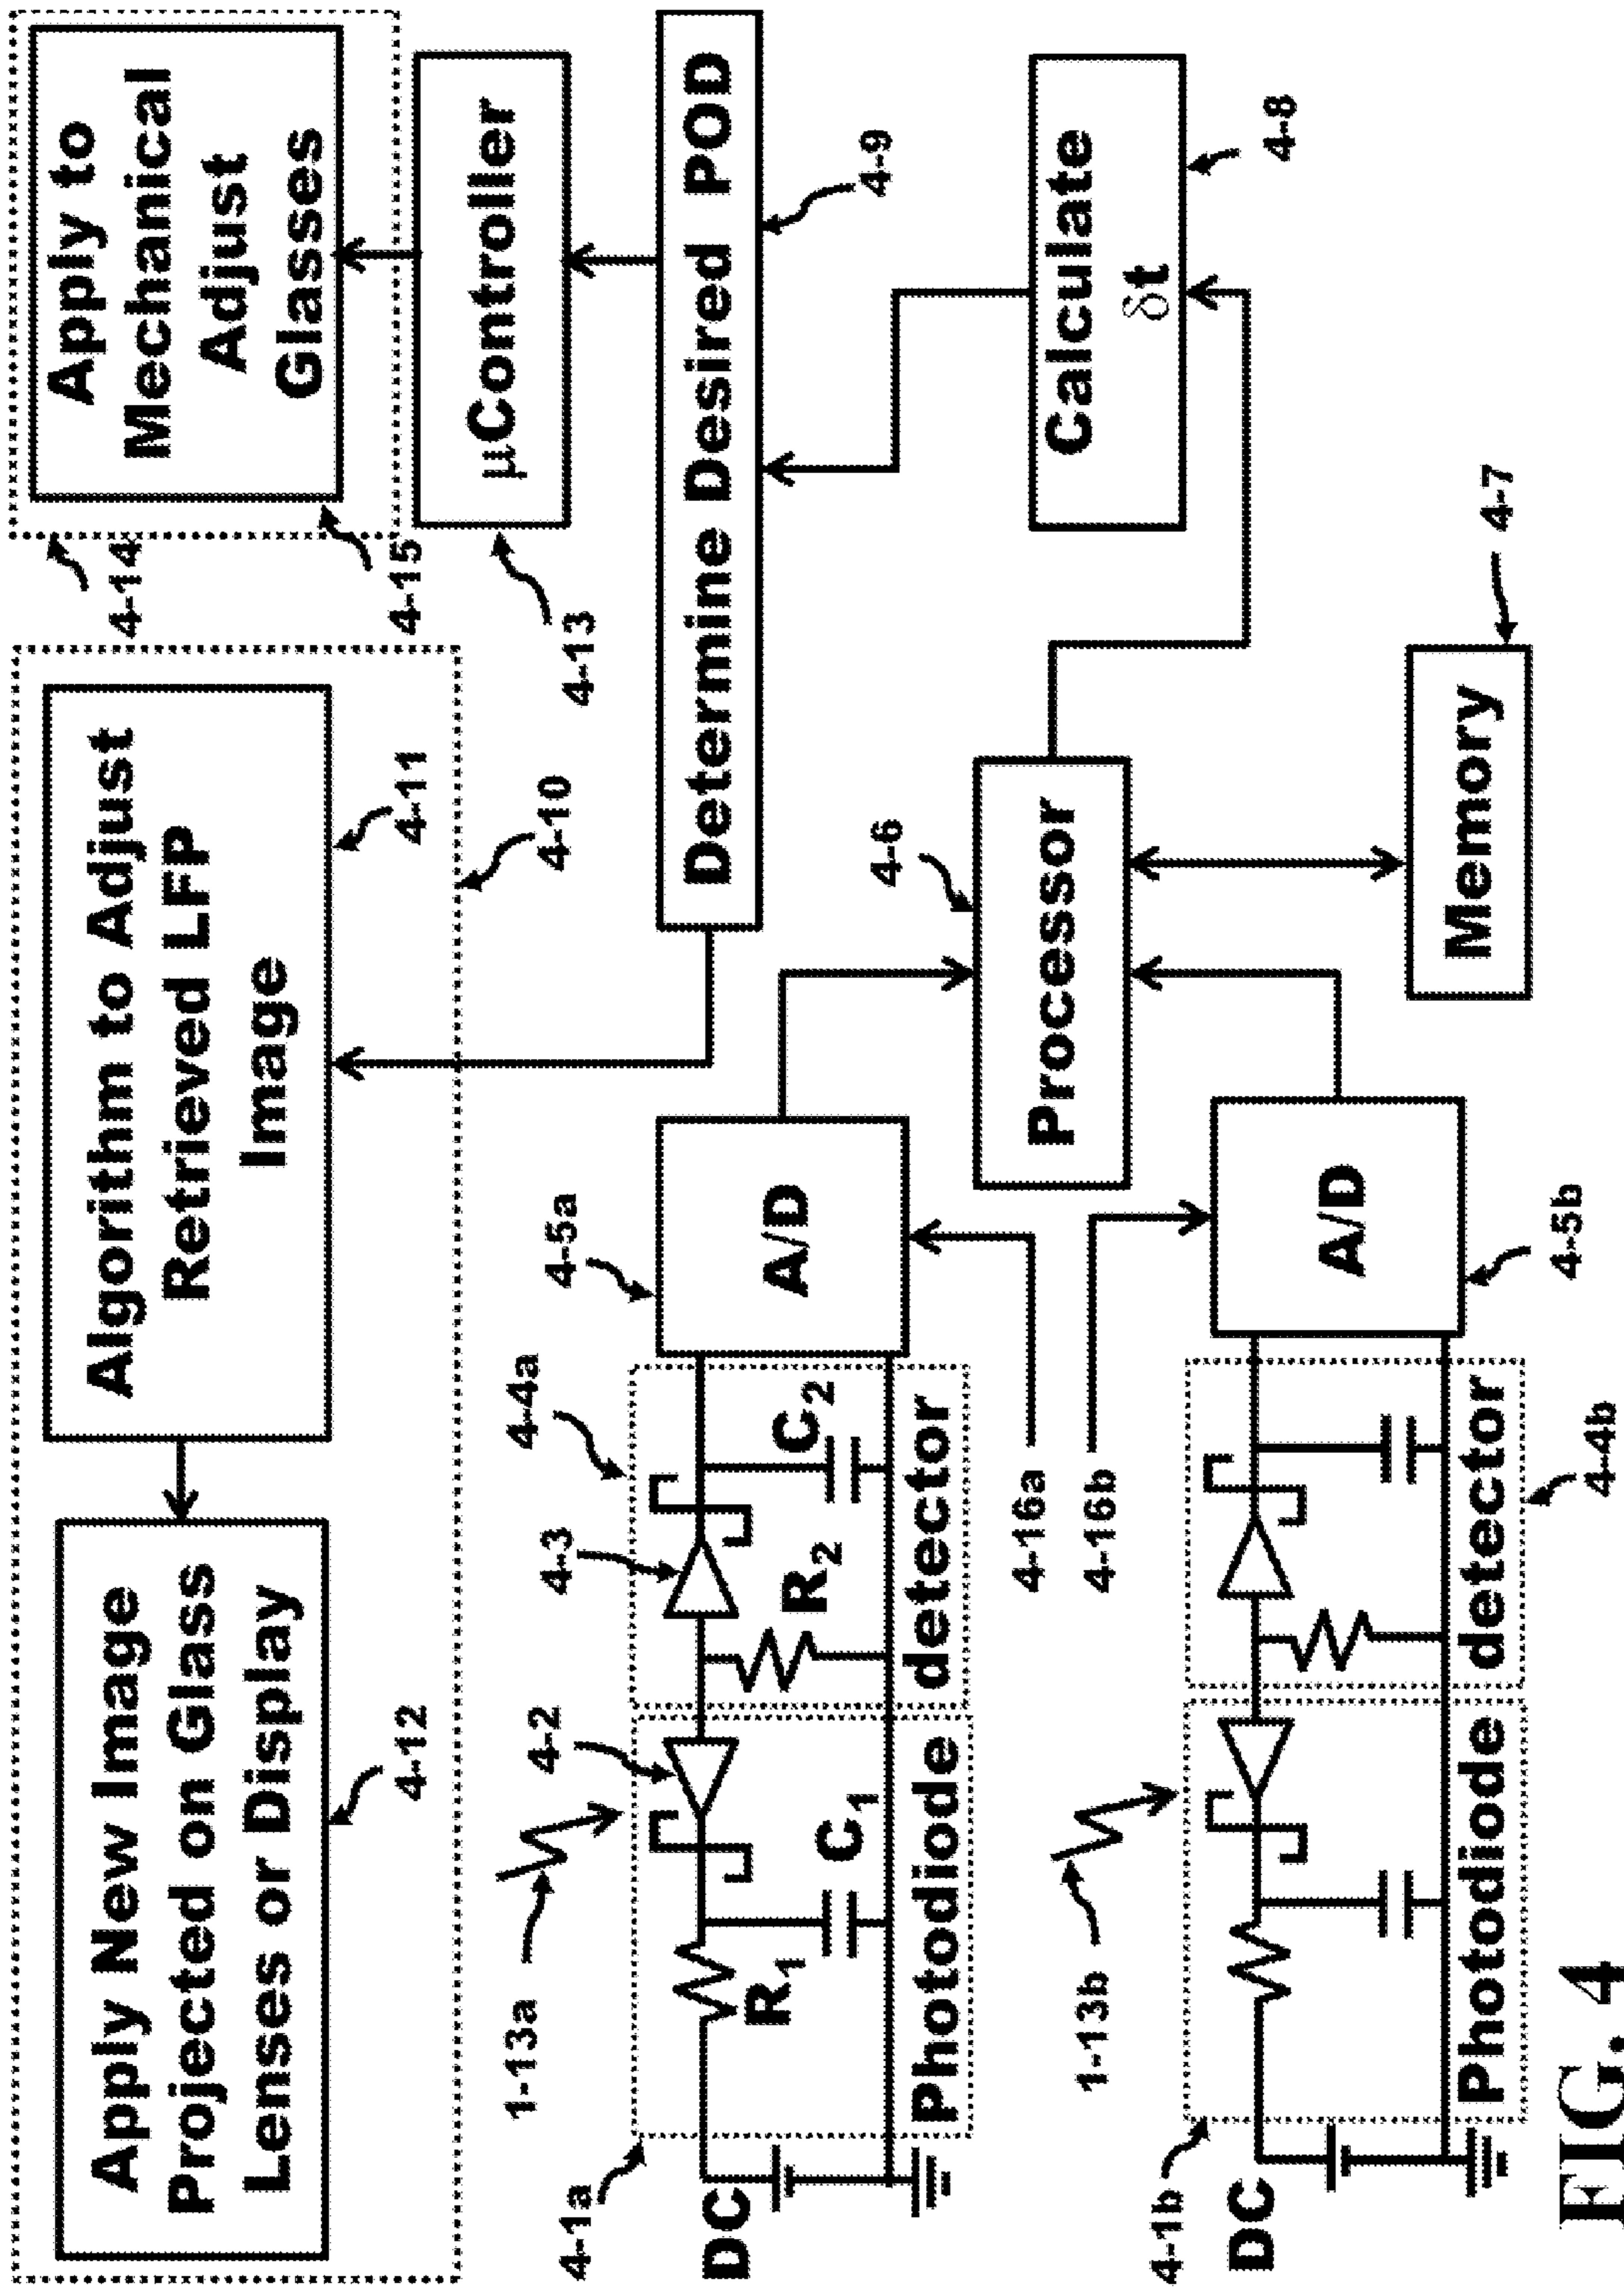 Apply New Image
Projected on Glass
Lenses or Display
4-12
Algorithm to Adjust
Retrieved LFP
Image
4-11
4-10
Apply to
Mechanical
Adjust
Glasses
4-14
4-15
μController
4-13
Determine Desired POD
4-9
Calculate
δt
4-8
Processor
4-6
Memory
4-7
4-1a
DC
1-13a
R1
C1
4-2
Photodiode
4-3
4-4a
R2
C2
detector
4-5a
A/D
4-16a
4-16b
4-1b
DC
1-13b
Photodiode
detector
4-4b
A/D
4-5b
FIG. 4